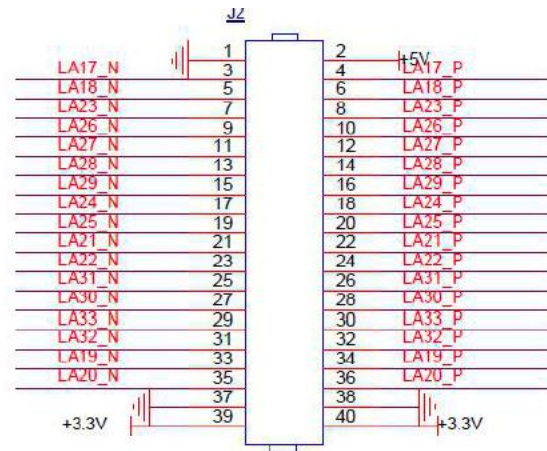 J2
1 2 +5V
LA17_N 3 4 LA17_P
LA18_N 5 6 LA18_P
LA23_N 7 8 LA23_P
LA26_N 9 10 LA26_P
LA27_N 11 12 LA27_P
LA28_N 13 14 LA28_P
LA29_N 15 16 LA29_P
LA24_N 17 18 LA24_P
LA25_N 19 20 LA25_P
LA21_N 21 22 LA21_P
LA22_N 23 24 LA22_P
LA31_N 25 26 LA31_P
LA30_N 27 28 LA30_P
LA33_N 29 30 LA33_P
LA32_N 31 32 LA32_P
LA19_N 33 34 LA19_P
LA20_N 35 36 LA20_P
37 38
+3.3V 39 40 +3.3V